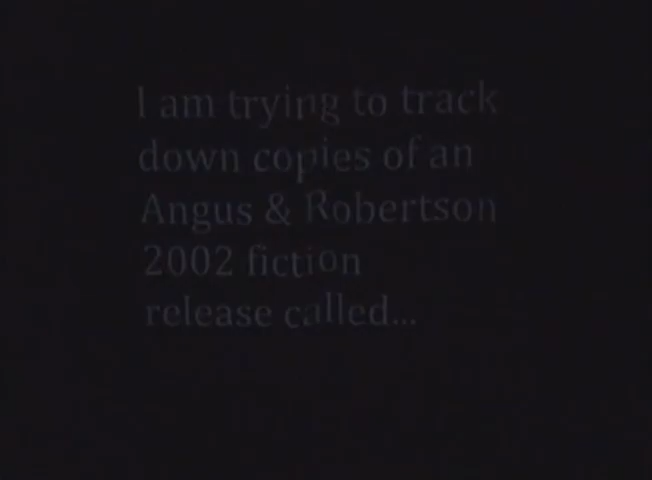 I am trying to track
down copies of an
Angus & Robertson
2002 fiction
release called...